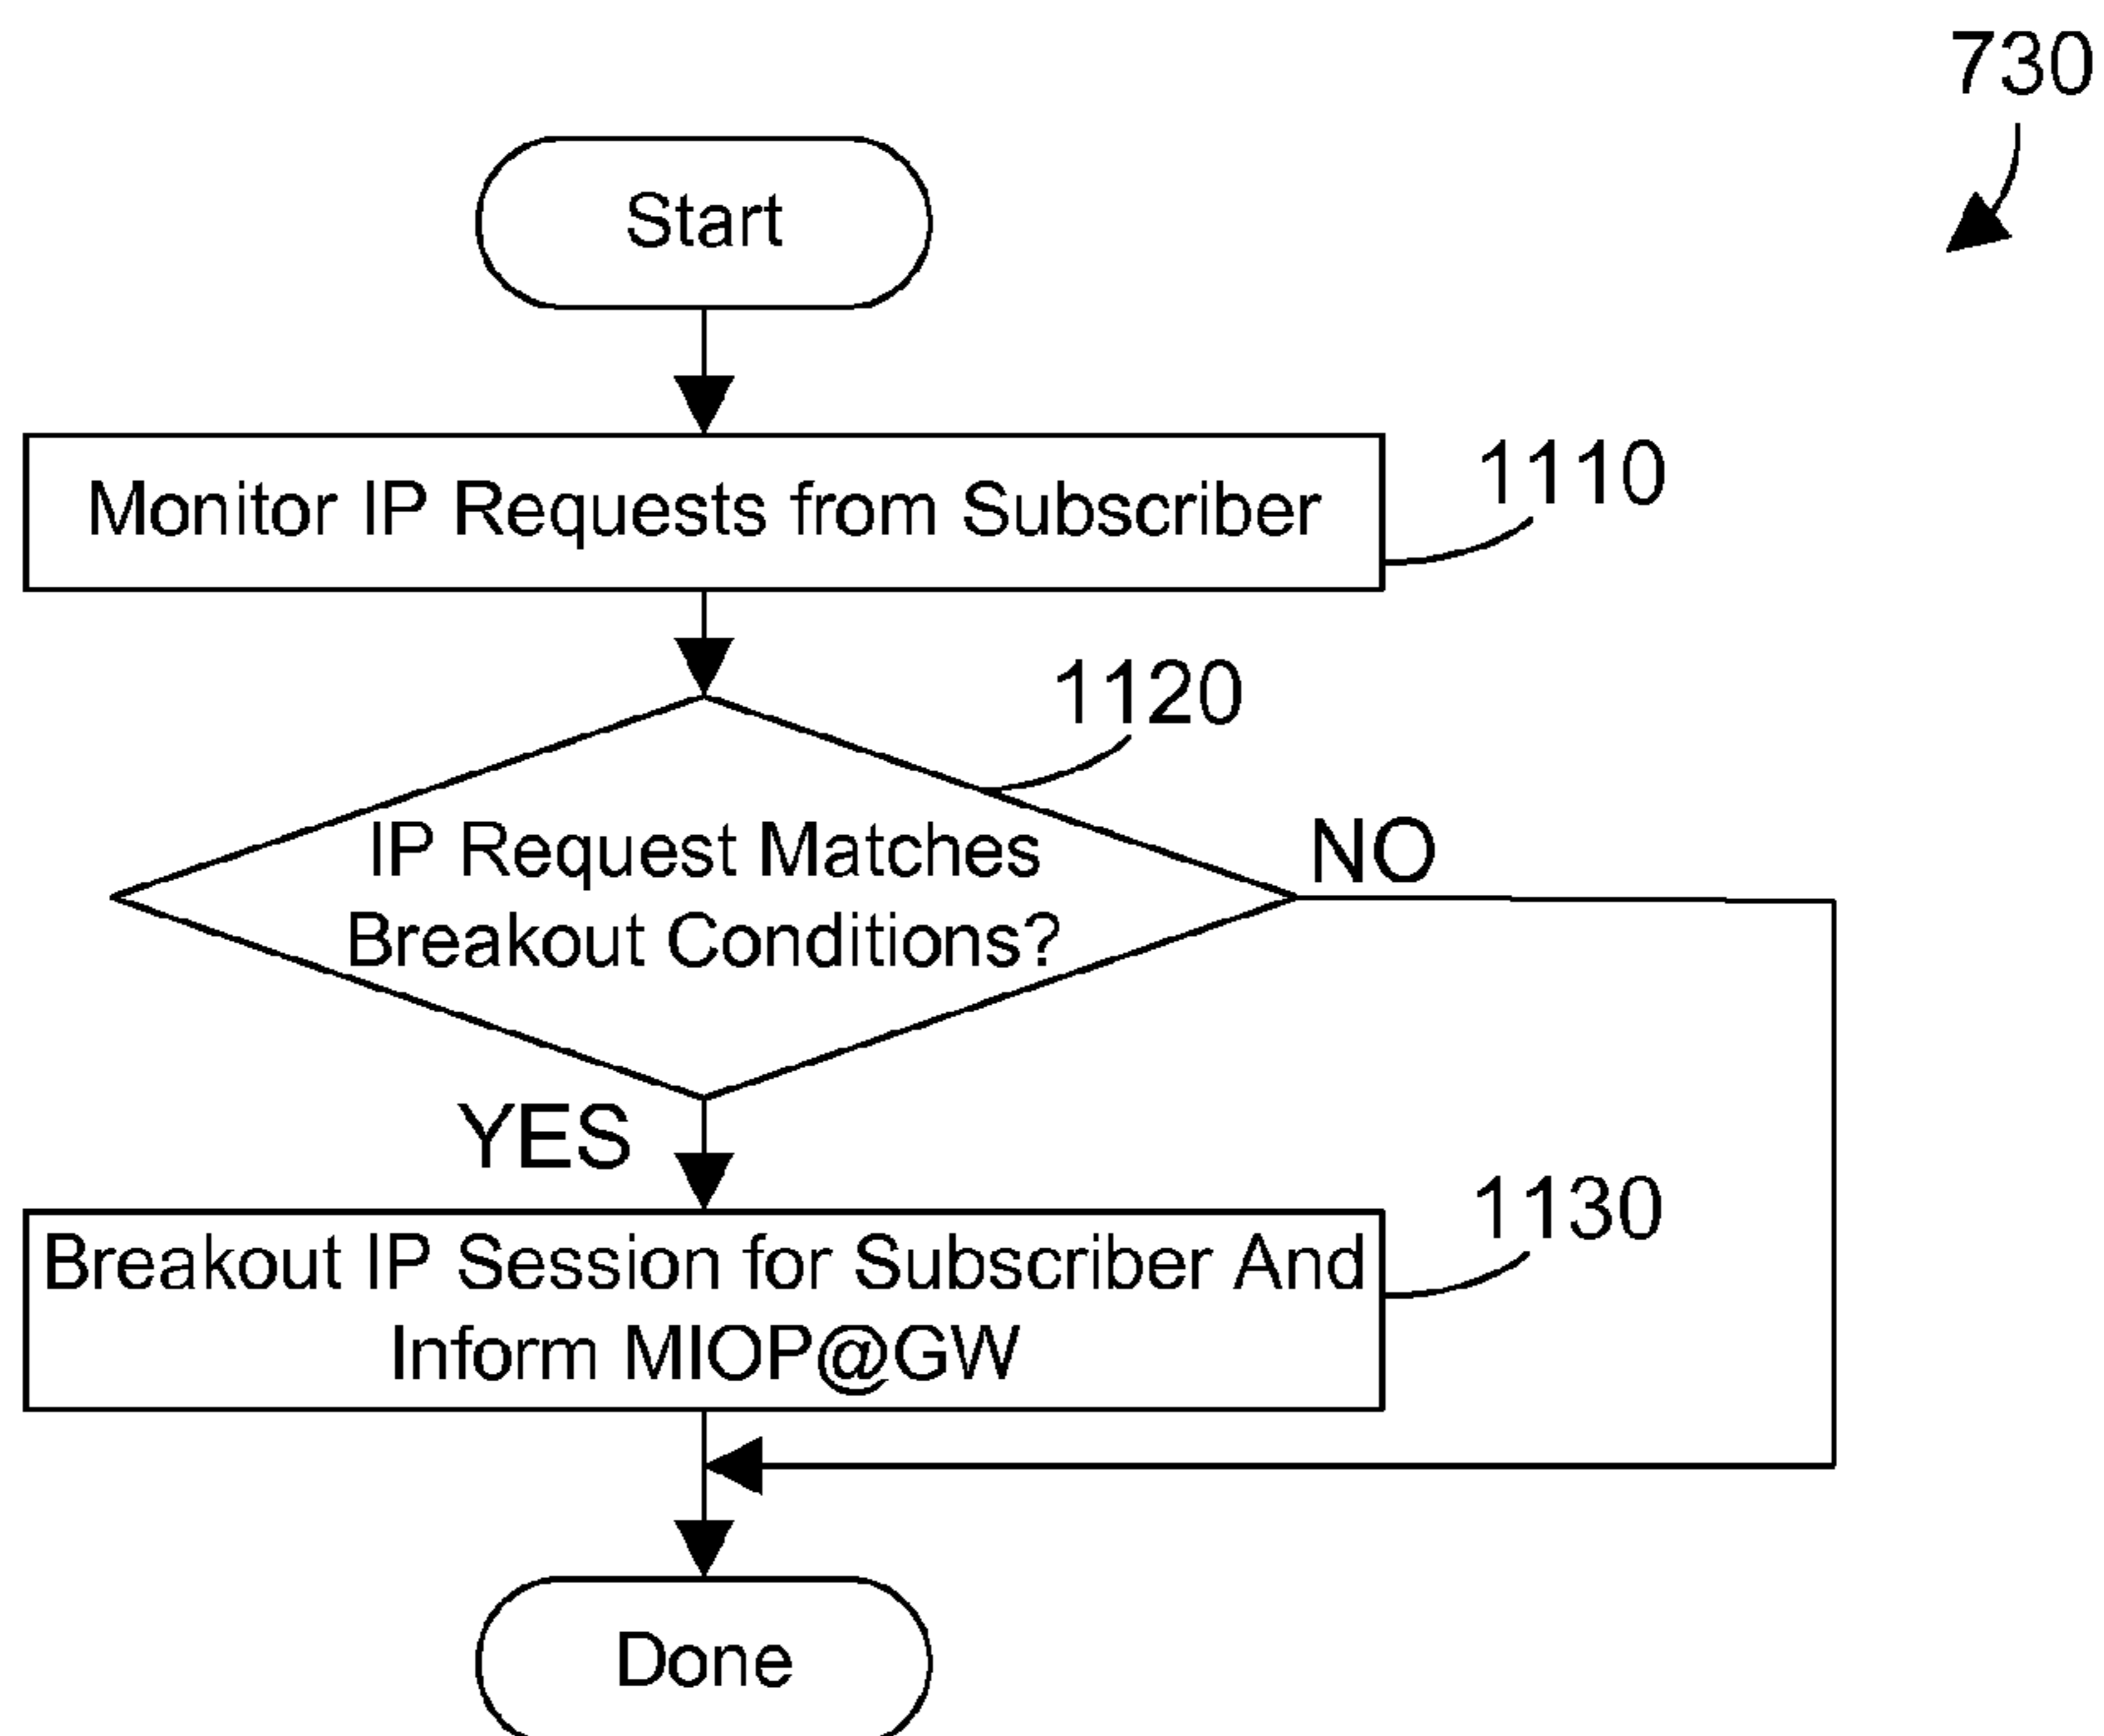 730
Start
Monitor IP Requests from Subscriber
1110
1120
IP Request Matches
Breakout Conditions?
NO
YES
1130
Breakout IP Session for Subscriber And
Inform MIOP@GW
Done